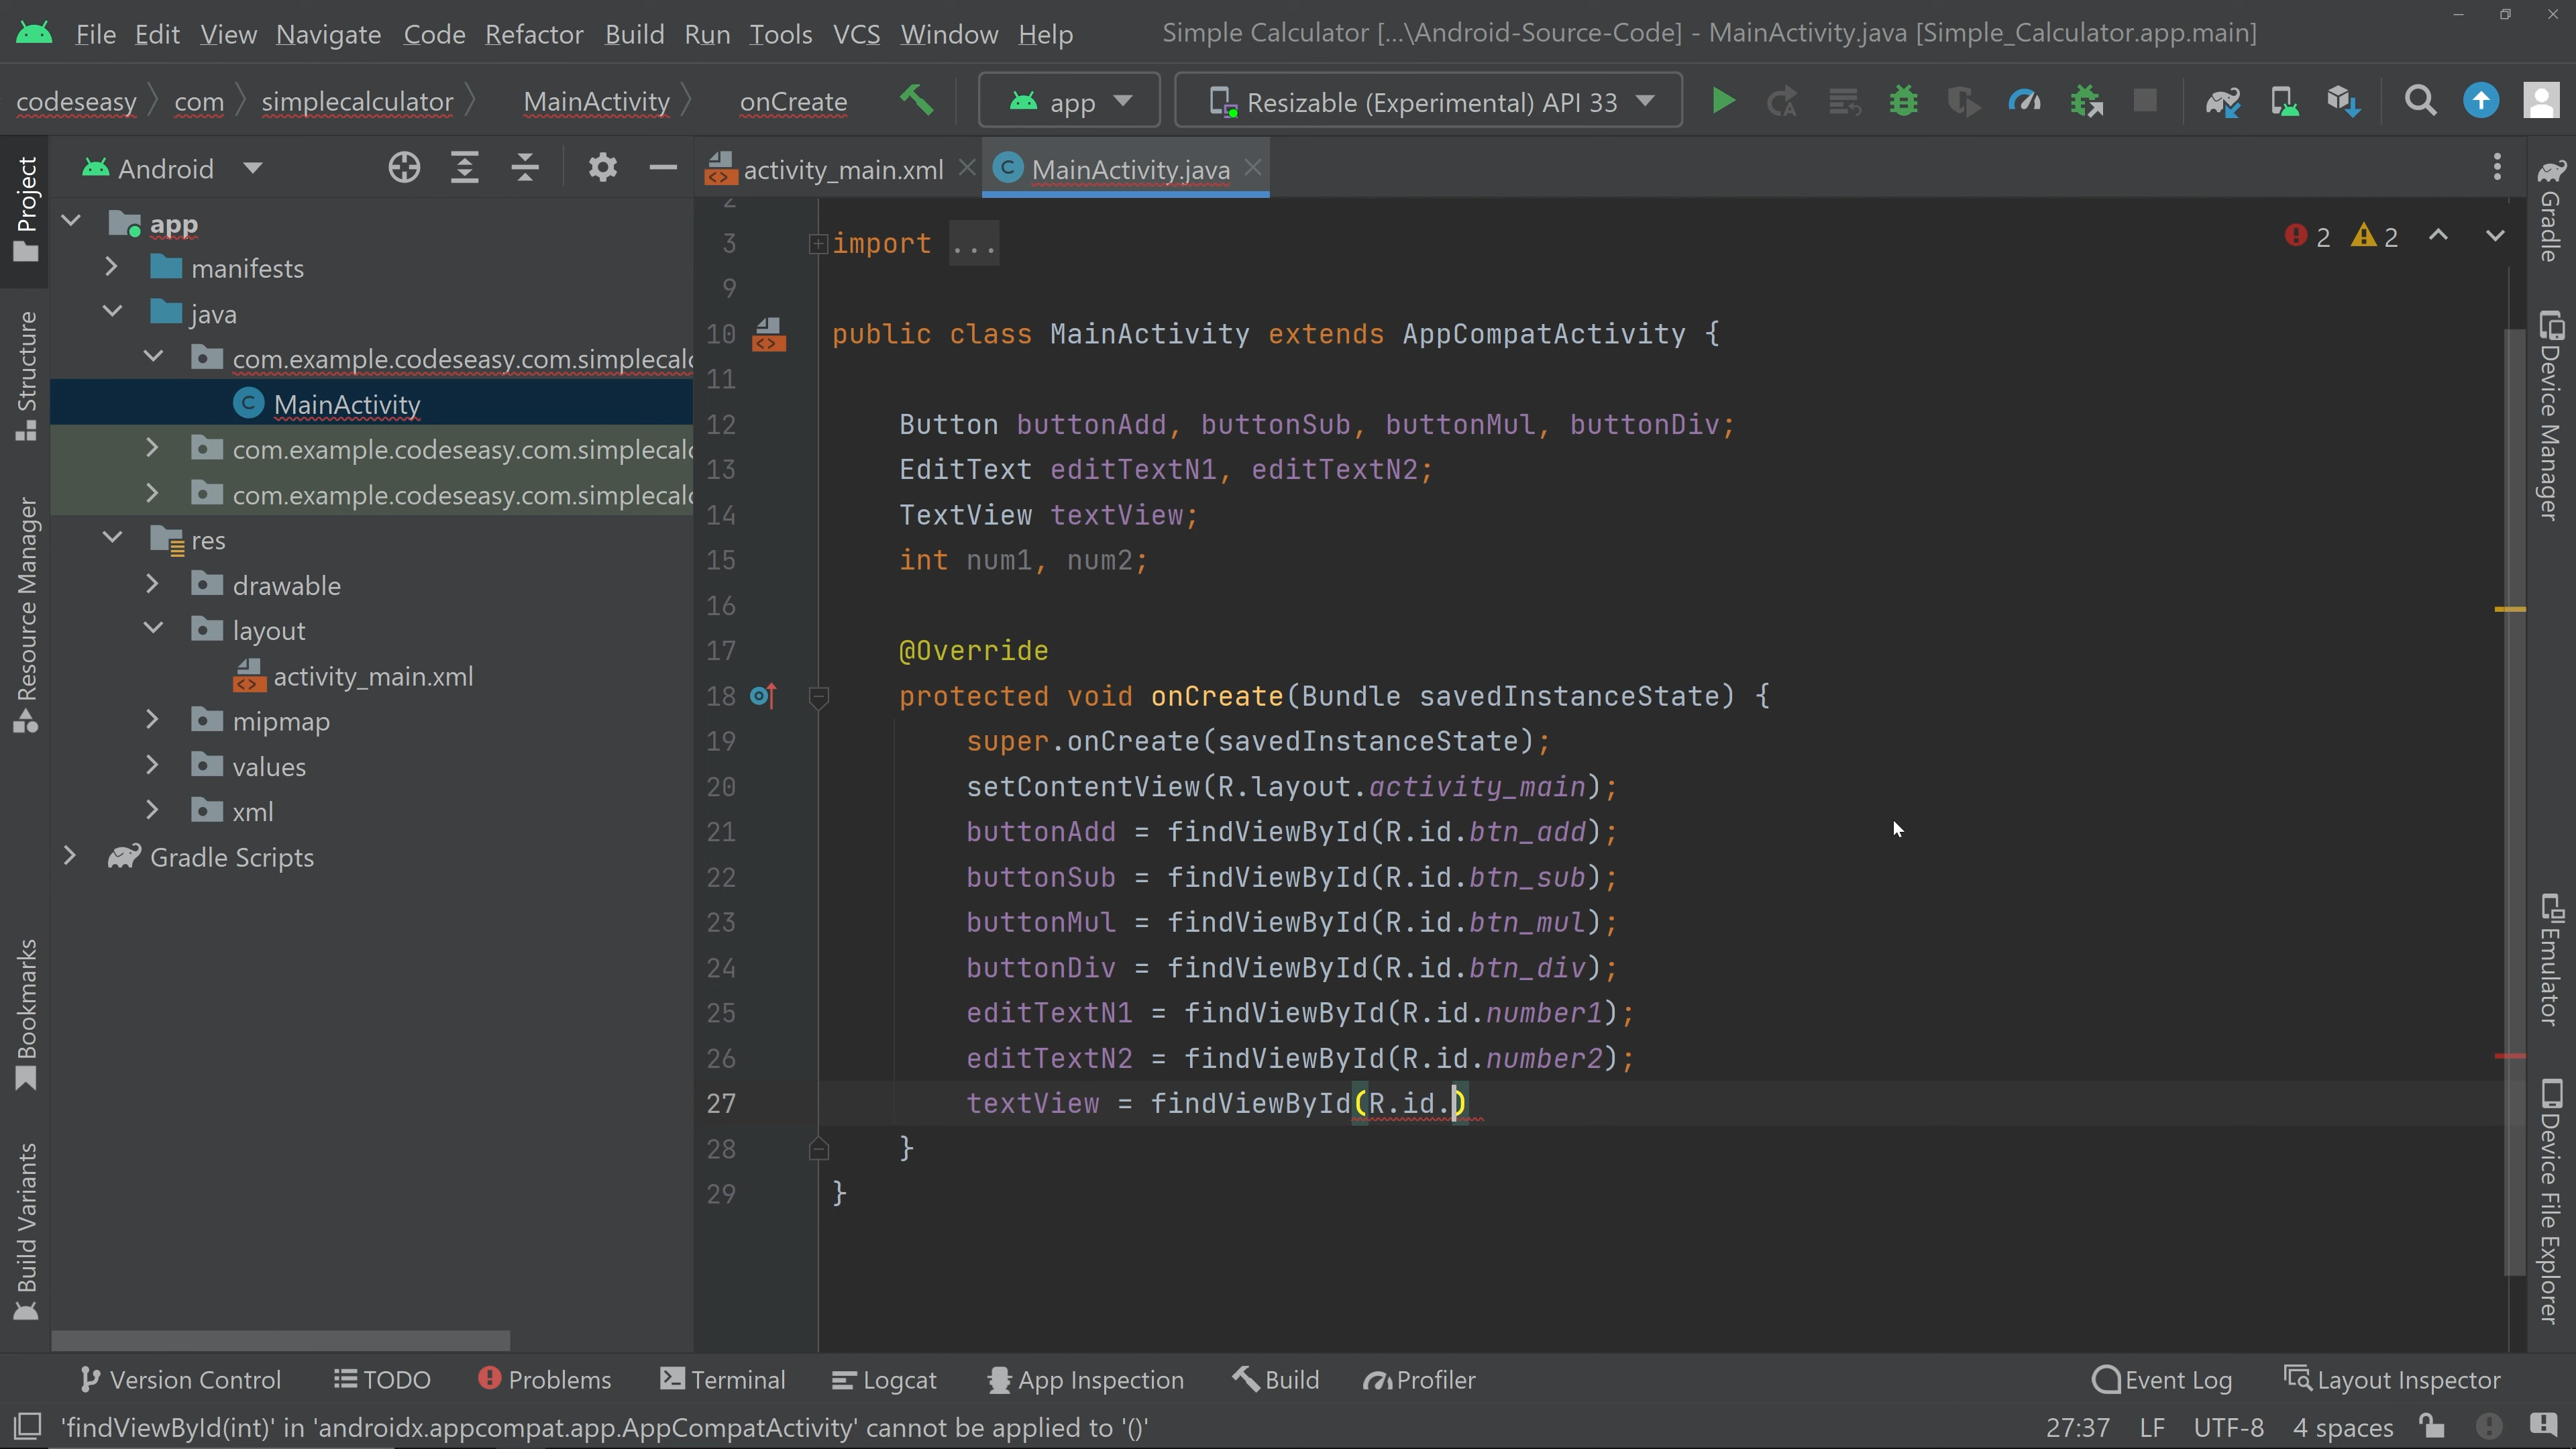 File Edit View Navigate Code Refactor Build Run Tools VCS Window Help Simple Calculator [...\Android-Source-Code] - MainActivity.java [Simple_Calculator.app.main]
codeseasy com simplecalculator MainActivity onCreate app Resizable (Experimental) API 33
Project
Structure
Resource Manager
Bookmarks
Build Variants
Android
app
manifests
java
com.example.codeseasy.com.simplecalc
MainActivity
com.example.codeseasy.com.simplecalc
com.example.codeseasy.com.simplecalc
res
drawable
layout
activity_main.xml
mipmap
values
xml
Gradle Scripts
activity_main.xml MainActivity.java
2 2
3 import ...
9
10 public class MainActivity extends AppCompatActivity {
11
12 Button buttonAdd, buttonSub, buttonMul, buttonDiv;
13 EditText editTextN1, editTextN2;
14 TextView textView;
15 int num1, num2;
16
17 @Override
18 protected void onCreate(Bundle savedInstanceState) {
19 super.onCreate(savedInstanceState);
20 setContentView(R.layout.activity_main);
21 buttonAdd = findViewById(R.id.btn_add);
22 buttonSub = findViewById(R.id.btn_sub);
23 buttonMul = findViewById(R.id.btn_mul);
24 buttonDiv = findViewById(R.id.btn_div);
25 editTextN1 = findViewById(R.id.number1);
26 editTextN2 = findViewById(R.id.number2);
27 textView = findViewById(R.id.)
28 }
29 }
Gradle
Device Manager
Emulator
Device File Explorer
Version Control TODO Problems Terminal Logcat App Inspection Build Profiler Event Log Layout Inspector
'findViewById(int)' in 'androidx.appcompat.app.AppCompatActivity' cannot be applied to '()' 27:37 LF UTF-8 4 spaces